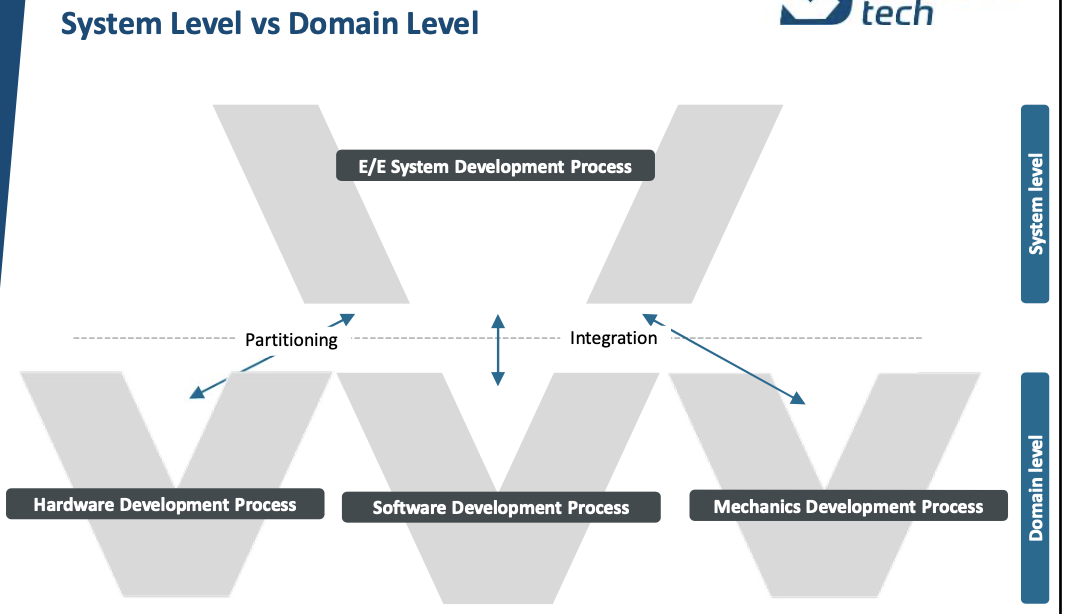 System Level vs Domain Level
tech
E/E System Development Process
System level
Partitioning
Integration
Hardware Development Process
Software Development Process
Mechanics Development Process
Domain level